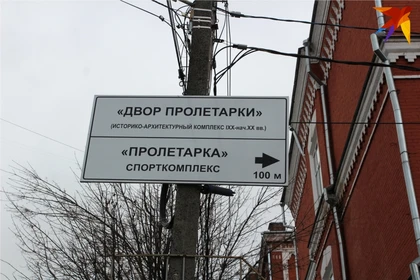 «ДВОР ПРОЛЕТАРКИ»
(ИСТОРИКО-АРХИТЕКТУРНЫЙ КОМПЛЕКС IXX-нач.XX вв.)
«ПРОЛЕТАРКА»
СПОРТКОМПЛЕКС
100 м